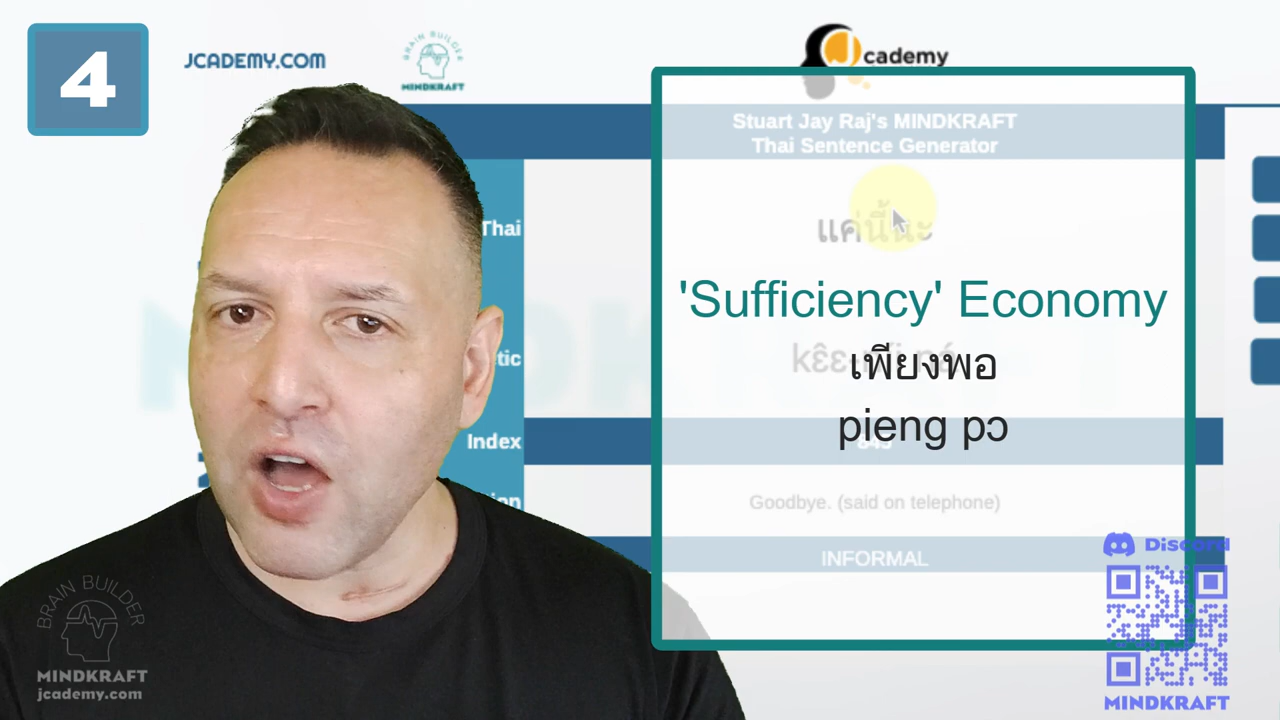 4
JCADEMY.COM
BRAIN BUILDER
MINDKRAFT
Jcademy
Stuart Jay Raj's MINDKRAFT
Thai Sentence Generator
Thai
แค่นี้นะ
'Sufficiency' Economy
เพียงพอ
pieng pɔ
Index
Goodbye. (said on telephone)
INFORMAL
Discord
MINDKRAFT
BRAIN BUILDER
MINDKRAFT
jcademy.com